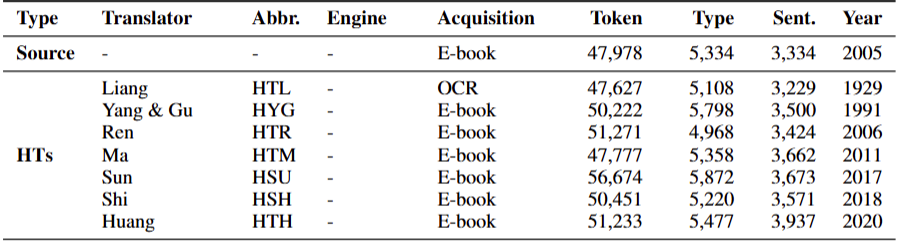 Type Translator Abbr. Engine Acquisition Token Type Sent. Year
Source - - - E-book 47,978 5,334 3,334 2005
Liang HTL - OCR 47,627 5,108 3,229 1929
Yang & Gu HYG - E-book 50,222 5,798 3,500 1991
Ren HTR - E-book 51,271 4,968 3,424 2006
HTs Ma HTM - E-book 47,777 5,358 3,662 2011
Sun HSU - E-book 56,674 5,872 3,673 2017
Shi HSH - E-book 50,451 5,220 3,571 2018
Huang HTH - E-book 51,233 5,477 3,937 2020